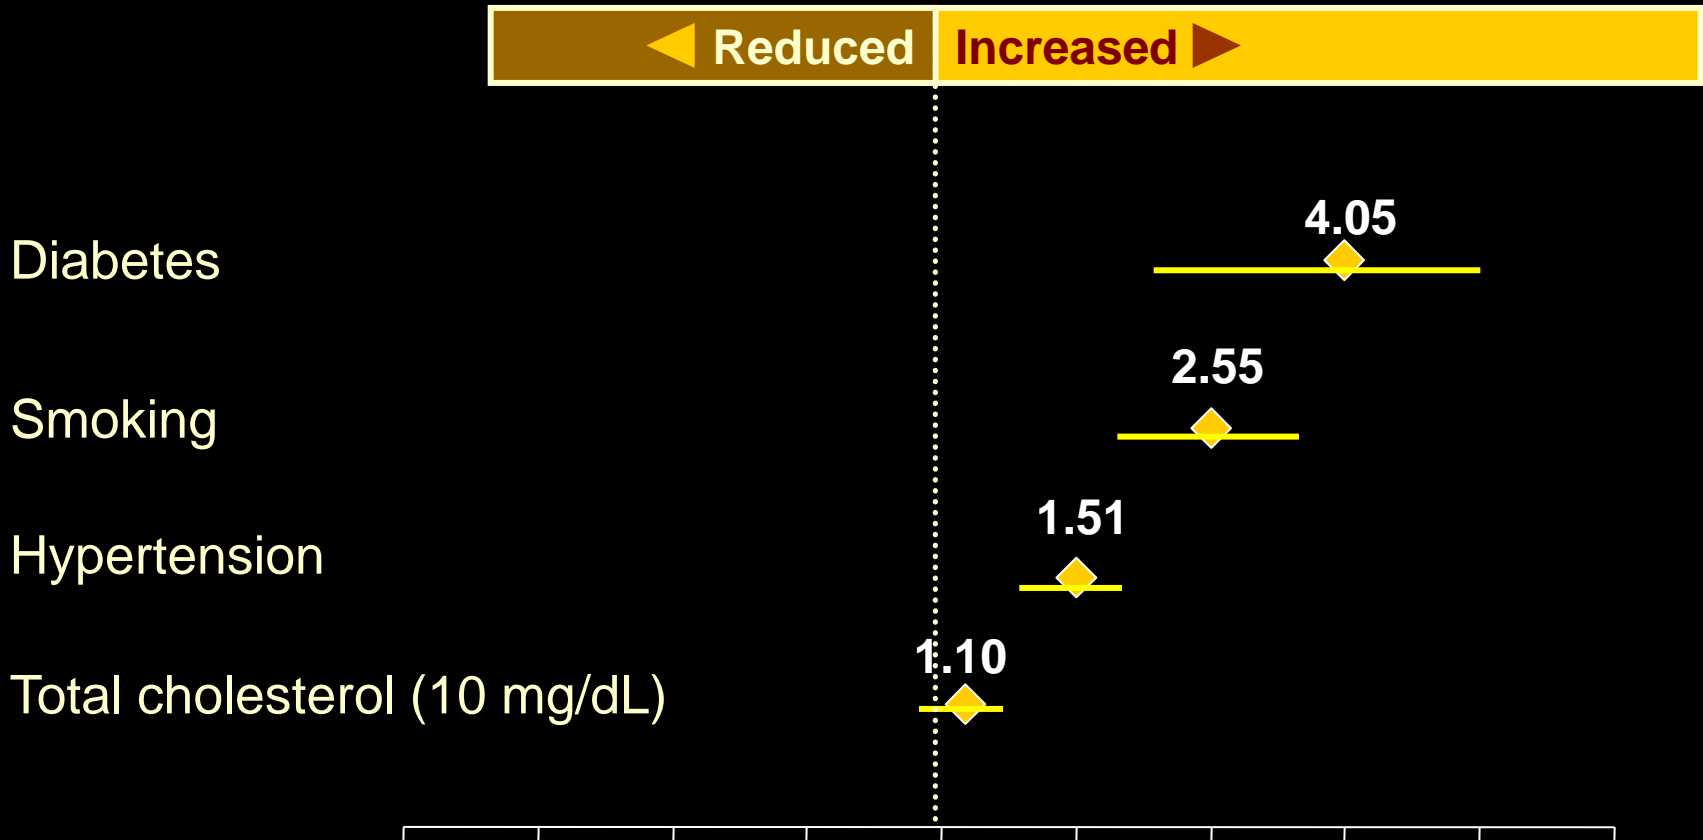 Reduced Increased
4.05
Diabetes
2.55
Smoking
1.51
Hypertension
1.10
Total cholesterol (10 mg/dL)